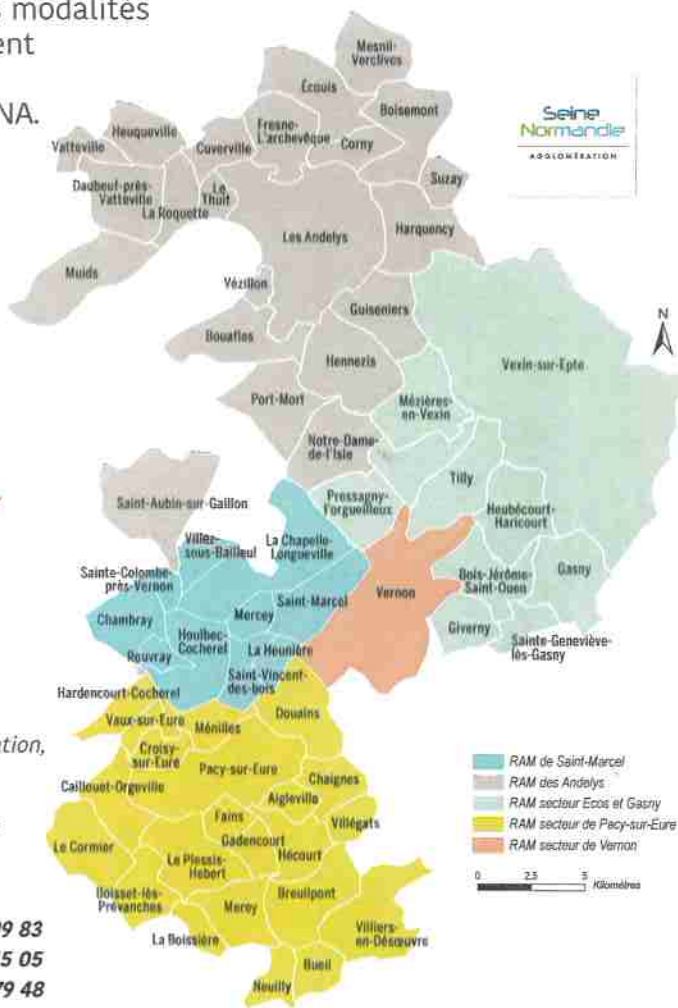 s modalités
ent
NA.
Seine
Normandie
AGGLOMÉRATION
Mesnil-
Verclives
Écouis
Boisemont
Fresne-
L'archevêque
Corny
Heuqueville
Vatteville
Cuverville
Suzay
Daubeuf-près-
Vatteville
La Roquette
Le
Thuit
Les Andelys
Harquency
Muids
Vézillon
Guiseniers
Bouafles
Hennezis
Vexin-sur-Epte
N
Port-Mort
Mézières-
en-Vexin
Notre-Dame-
de-l'Isle
Tilly
Saint-Aubin-sur-Gaillon
Pressagny-
l'orgueilleux
Heubécourt-
Haricourt
Villez-
sous-Bailleul
La Chapelle-
Longueville
Sainte-Colombe-
près-Vernon
Bois-Jérôme-
Saint-Ouen
Gasny
Saint-Marcel
Vernon
Chambray
Mercey
Houlbec-
Cocherel
La Heunière
Giverny
Sainte-Geneviève-
lès-Gasny
Rouvray
Saint-Vincent-
des-bois
Hardencourt-Cocherel
Vaux-sur-Eure
Ménilles
Douains
ation,
Croisy-
sur-Eure
Pacy-sur-Eure
Chaignes
Caillouet-Orgeville
Aigleville
Villégats
Fains
Gadencourt
Le Cormier
Le Plessis-
Hebert
Hécourt
Boisset-lès-
Prévanches
Merey
Breuilpont
La Boissière
Villiers-
en-Désœuvre
Bueil
Neuilly
RAM de Saint-Marcel
RAM des Andelys
RAM secteur Ecos et Gasny
RAM secteur de Pacy-sur-Eure
RAM secteur de Vernon
0 2.5 5 Kilomètres
99 83
45 05
79 48